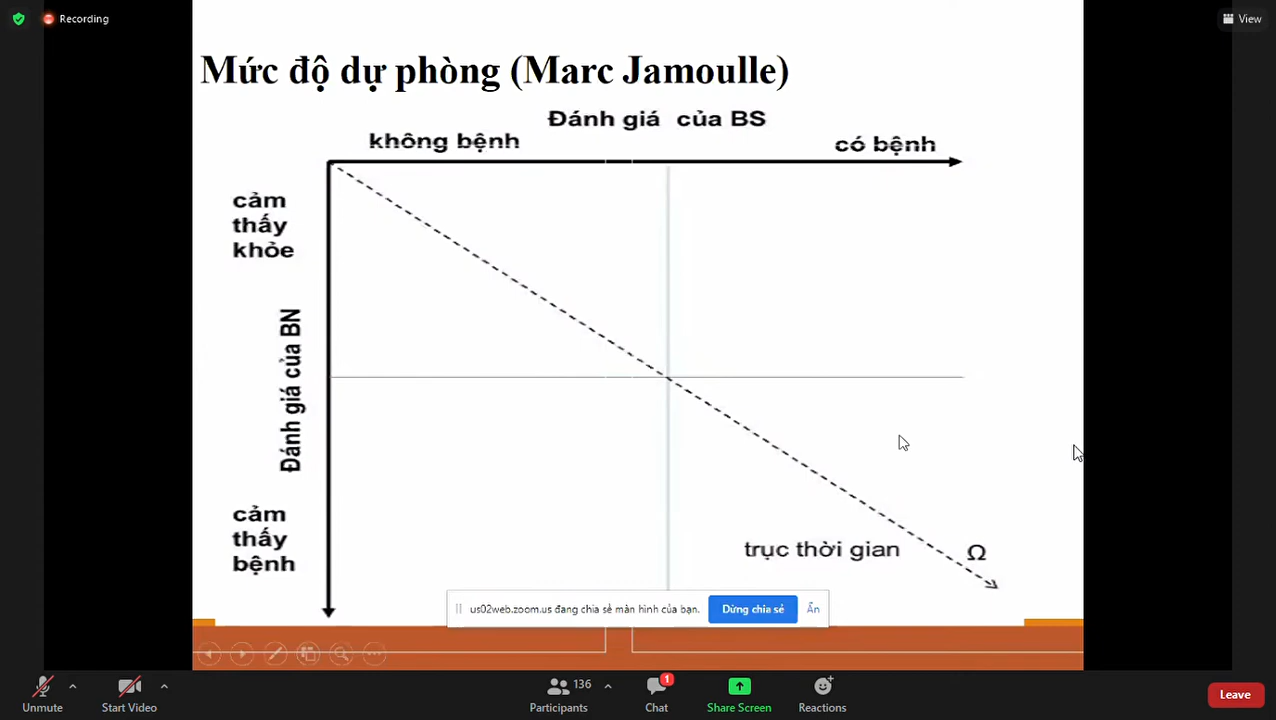 Recording
View
Mức độ dự phòng (Marc Jamoulle)
Đánh giá của BS
không bệnh
có bệnh
cảm
thấy
khỏe
Đánh giá của BN
cảm
thấy
bệnh
trục thời gian
Ω
us02web.zoom.us đang chia sẻ màn hình của bạn.
Dừng chia sẻ
Ẩn
Unmute
Start Video
136
Participants
1
Chat
Share Screen
Reactions
Leave